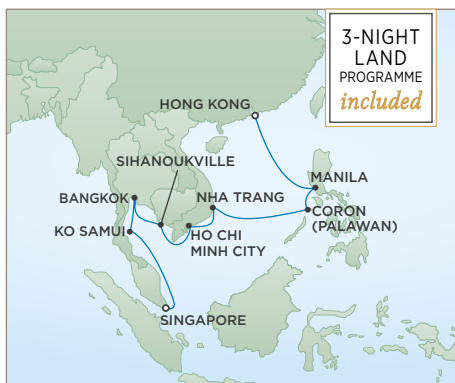 3-NIGHT
LAND
PROGRAMME
included
HONG KONG
SIHANOUKVILLE
MANILA
BANGKOK
NHA TRANG
CORON
(PALAWAN)
KO SAMUI
HO CHI
MINH CITY
SINGAPORE